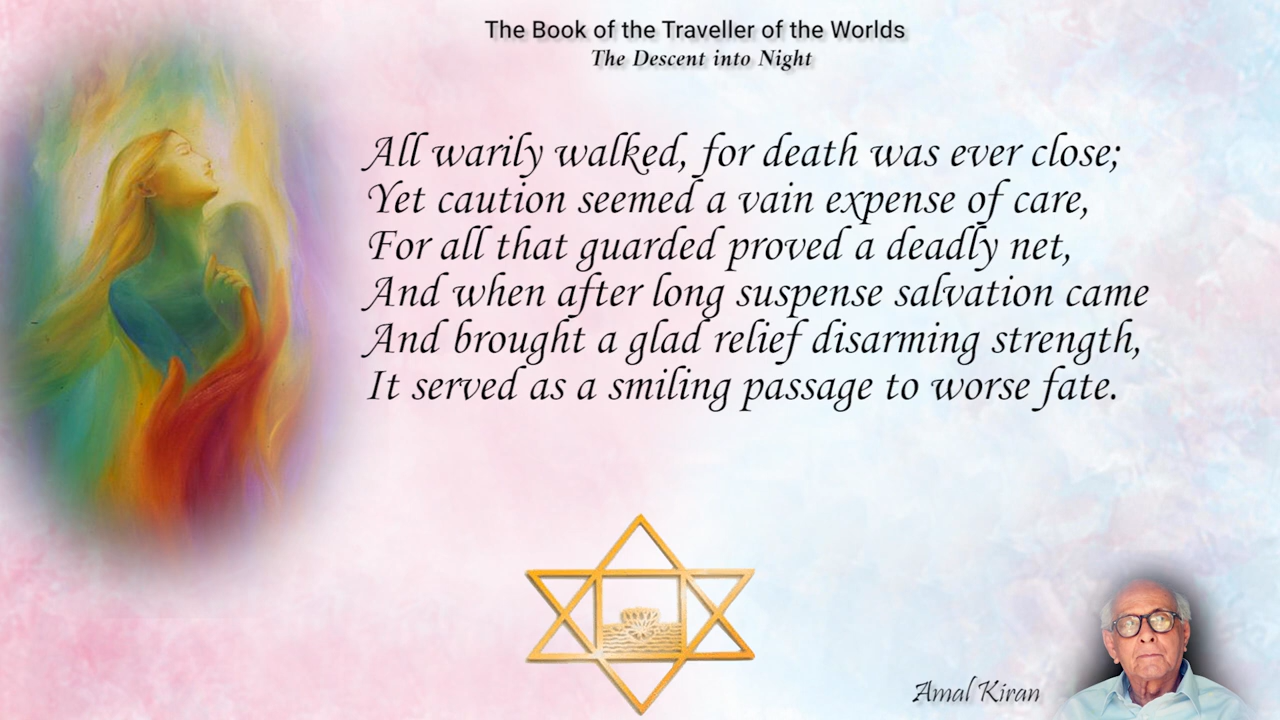 The Book of the Traveller of the Worlds
The Descent into Night
All warily walked, for death was ever close;
Yet caution seemed a vain expense of care,
For all that guarded proved a deadly net,
And when after long suspense salvation came
And brought a glad relief disarming strength,
It served as a smiling passage to worse fate.
Amal Kiran